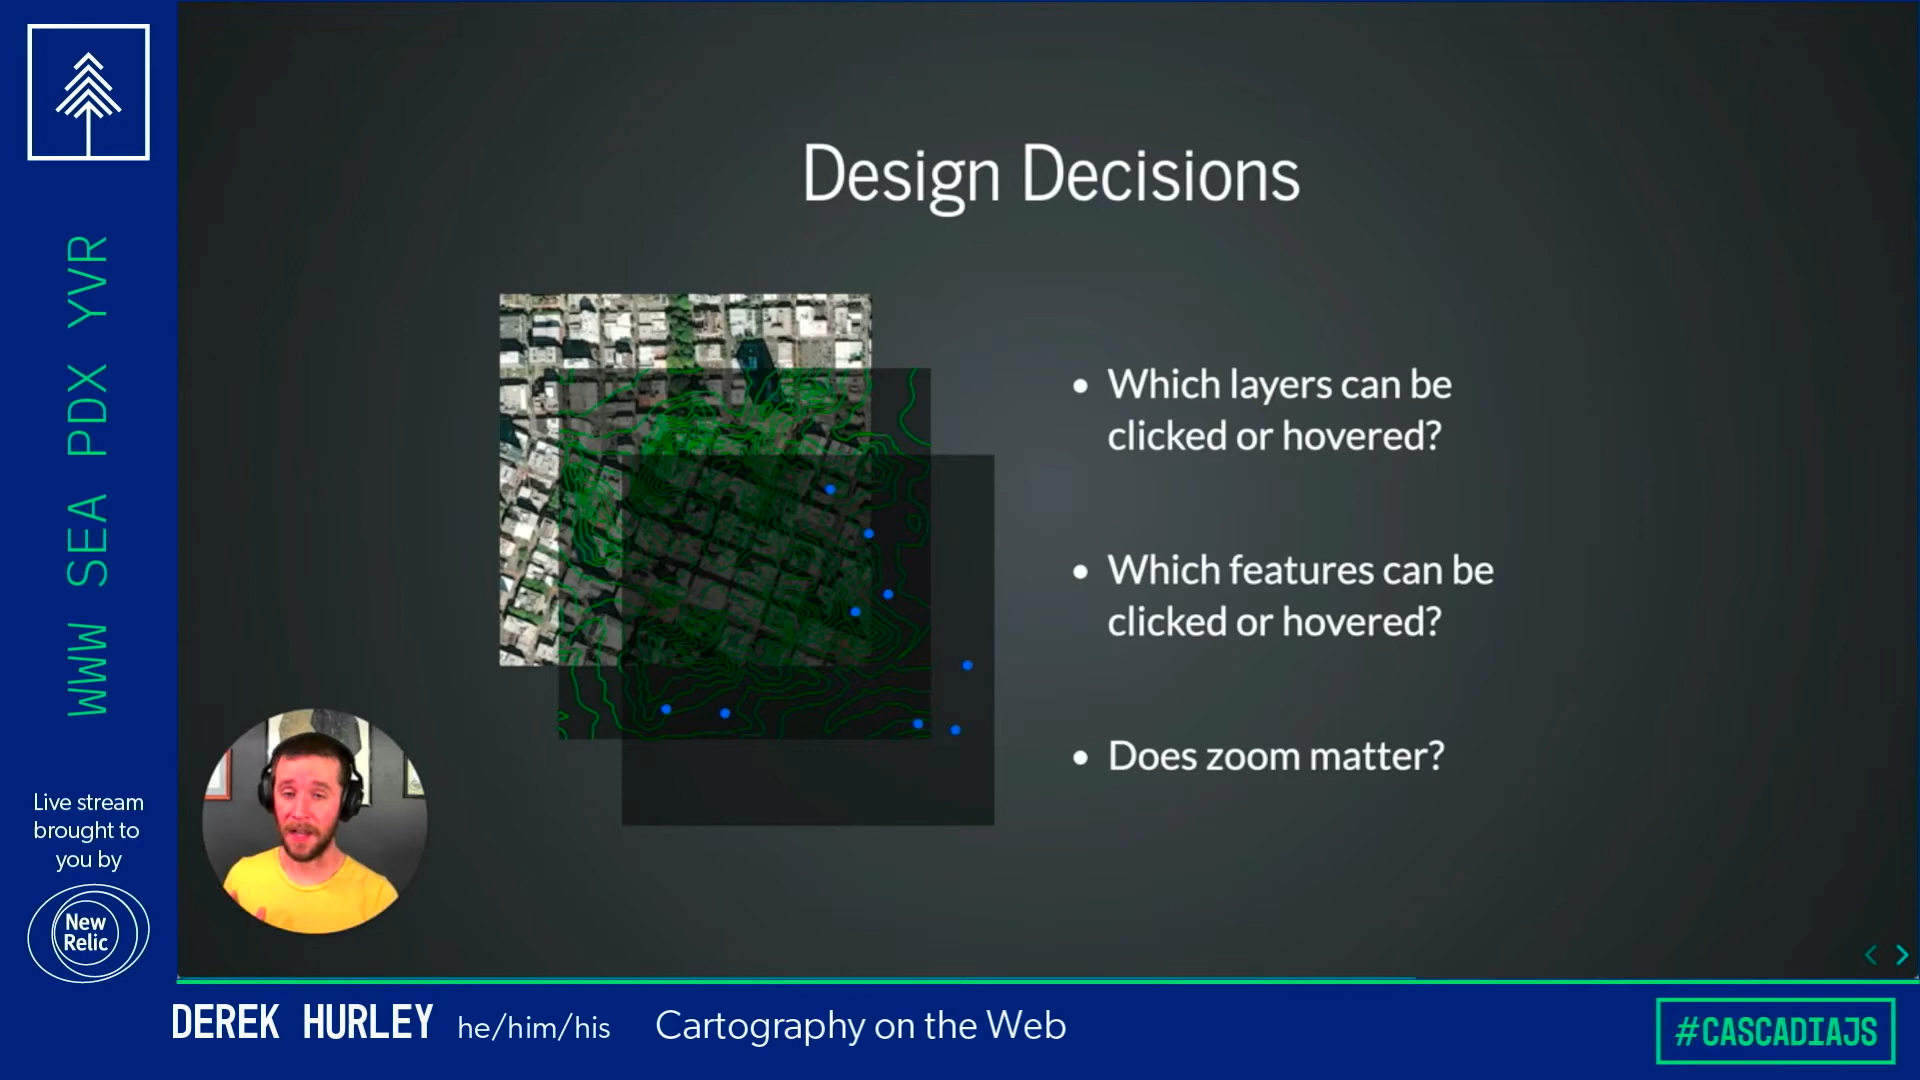 WWW SEA PDX YVR
Live stream
brought to
you by
New
Relic
Design Decisions
• Which layers can be
clicked or hovered?
• Which features can be
clicked or hovered?
• Does zoom matter?
DEREK HURLEY he/him/his Cartography on the Web
#CASCADIAJS